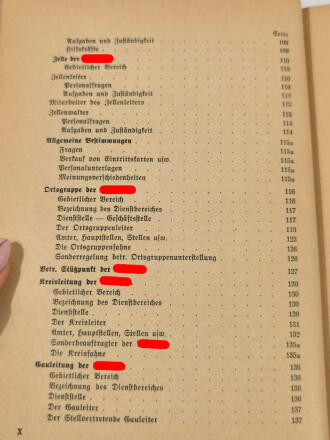 Seite
Aufgaben und Zuständigkeit 109
Hilfskräfte 109
Zelle der 110
Gebietlicher Bereich 110
Zellenleiter 110
Personalfragen 111
Aufgaben und Zuständigkeit 112
Mitarbeiter des Zellenleiters 112
Zellenwalter 114
Personalfragen 114
Aufgaben und Zuständigkeit 114
Allgemeine Bestimmungen 115a
Fragen 115a
Verkauf von Eintrittskarten usw. 115a
Personalunterlagen 115a
Meinungsverschiedenheiten 115a
Ortsgruppe der 116
Gebietlicher Bereich 116
Bezeichnung des Dienstbereiches 116
Dienststelle — Geschäftsstelle 117
Der Ortsgruppenleiter 117
Ämter, Hauptstellen, Stellen usw. 119
Die Ortsgruppenfahne 126
Sonderregelung betr. Ortsgruppenunterstellung 126
Betr. Stützpunkt der 127
Kreisleitung der 130
Gebietlicher Bereich 130
Bezeichnung des Dienstbereiches 130
Dienststelle 130
Der Kreisleiter 131
Ämter, Hauptstellen, Stellen usw. 132
Sonderbeauftragter der 135a
Die Kreisfahne 135a
Gauleitung der 136
Gebietlicher Bereich 136
Bezeichnung des Dienstbereiches 136
Dienststelle 136
Der Gauleiter 137
Der Stellvertretende Gauleiter 137
X